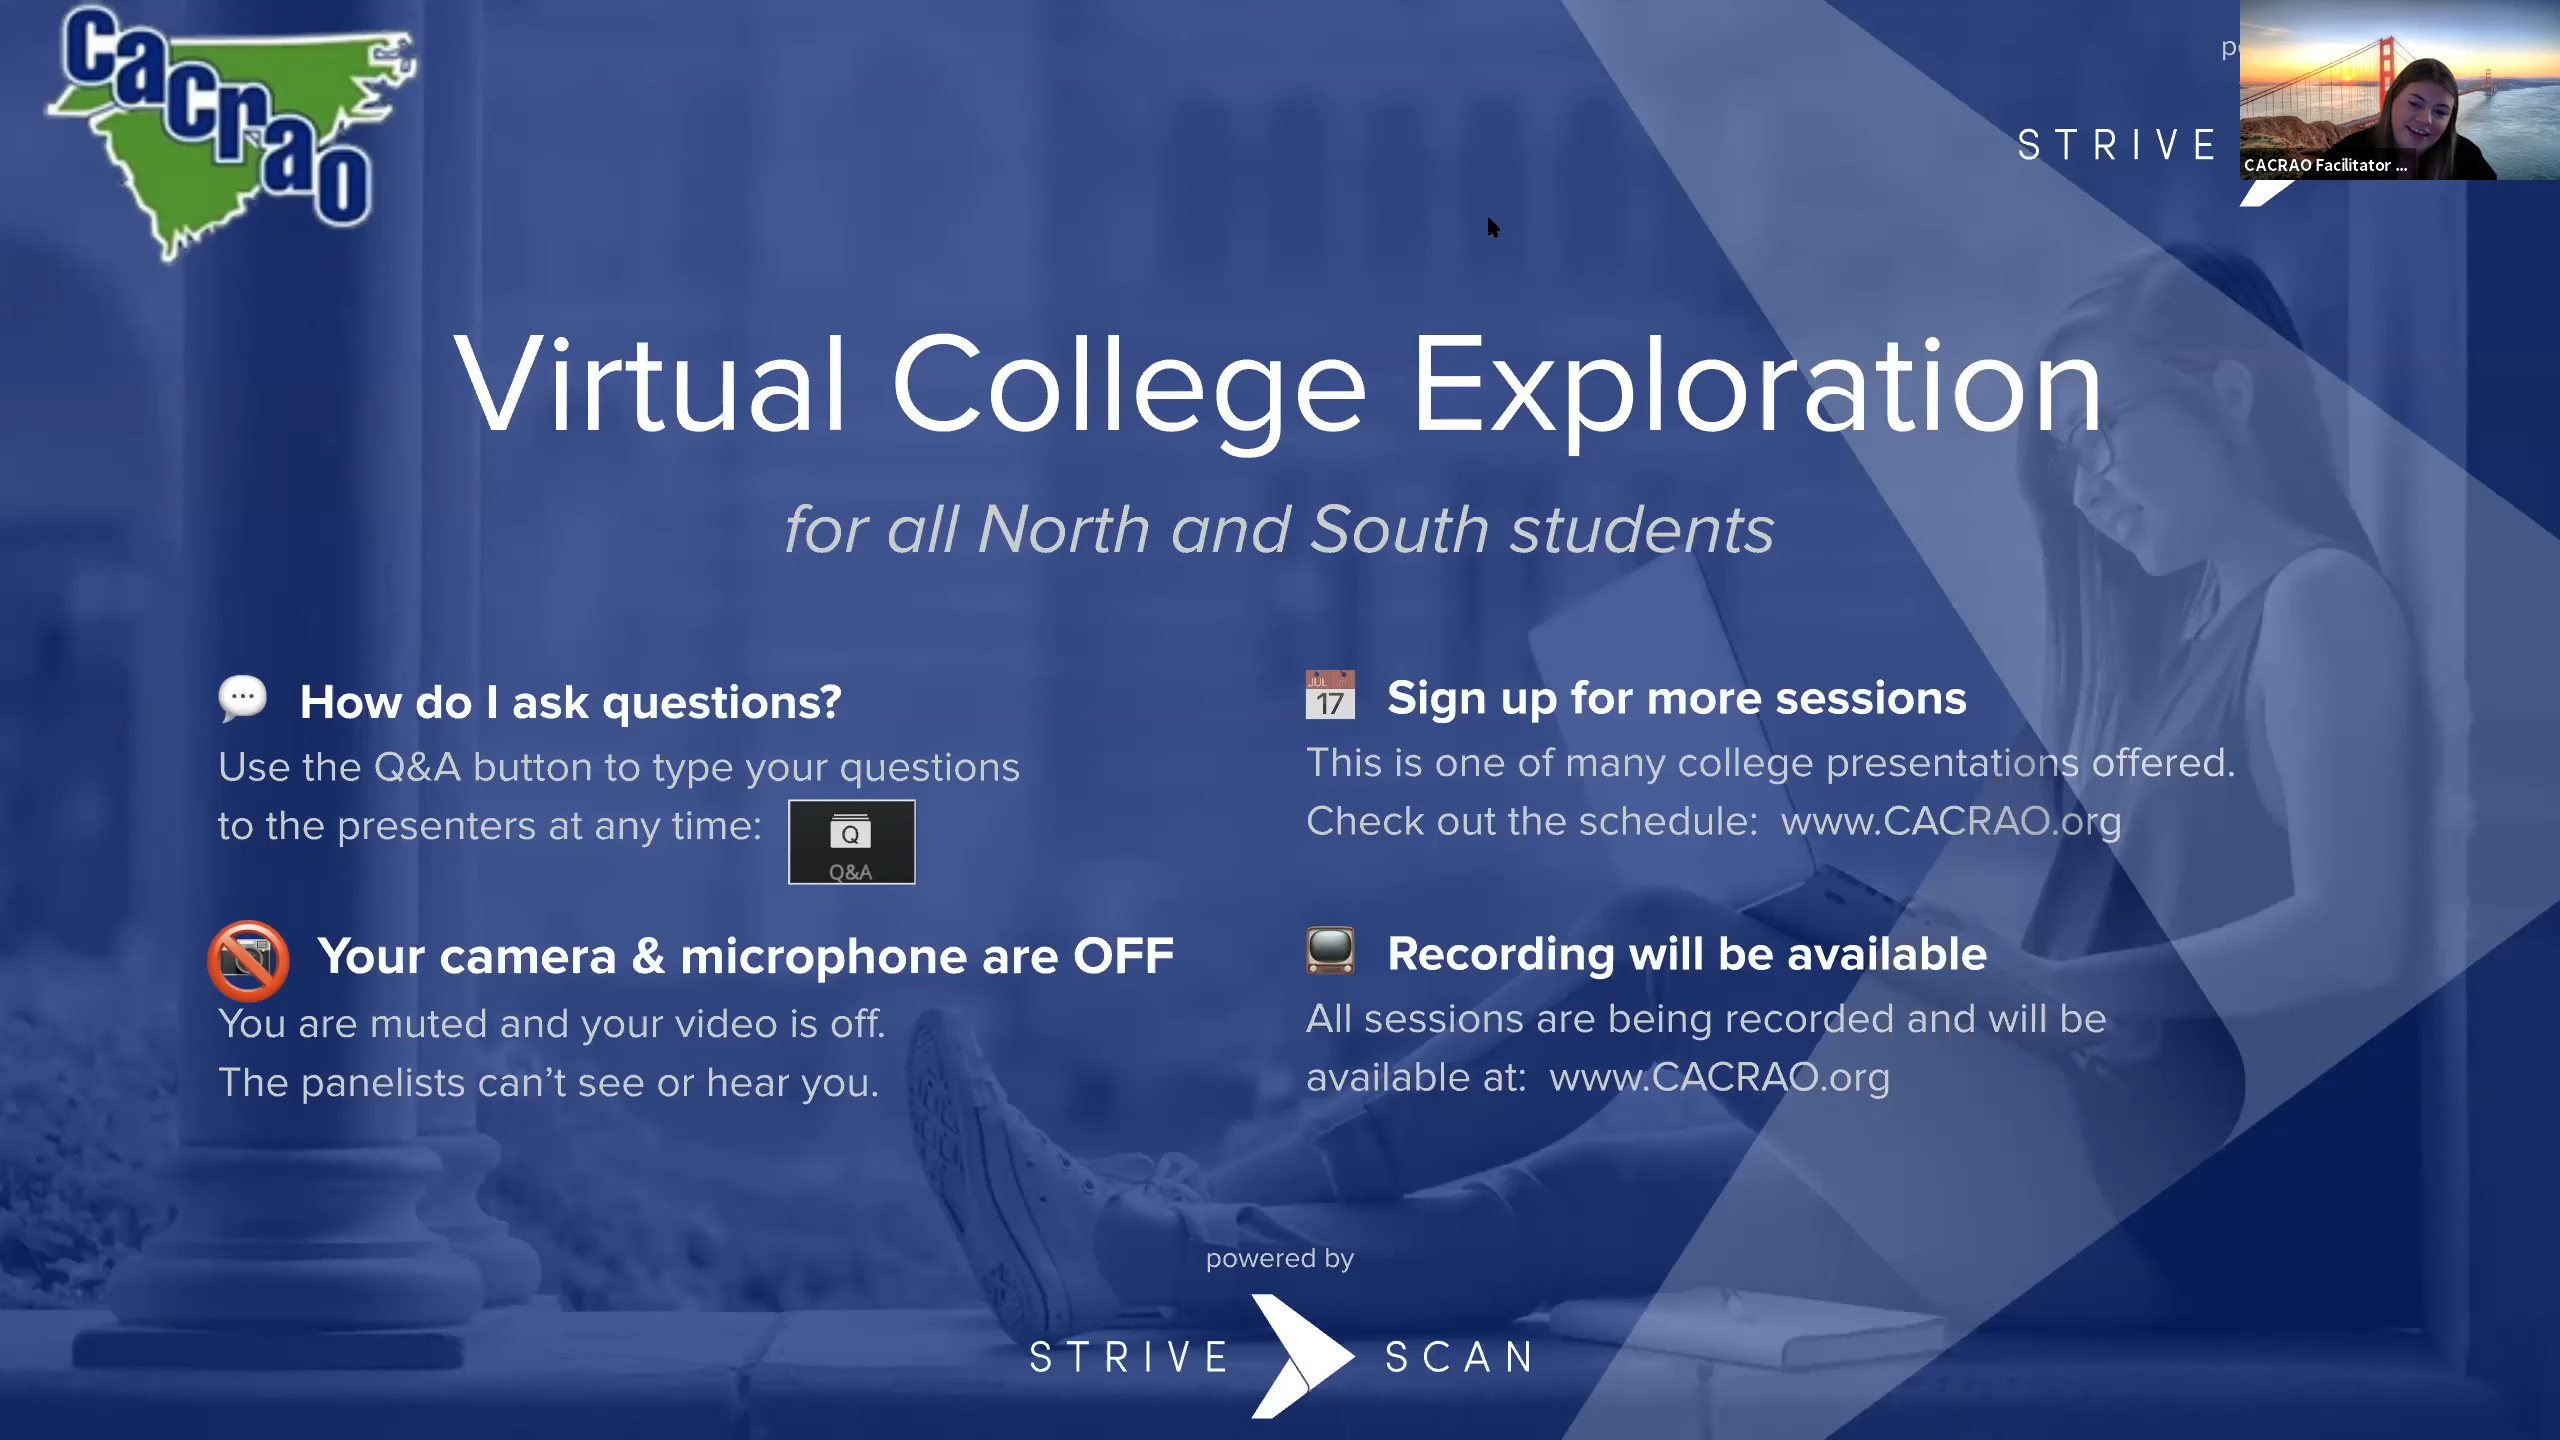 cacrao
STRIVE
CACRAO Facilitator ...
Virtual College Exploration
for all North and South students
How do I ask questions?
Use the Q&A button to type your questions
to the presenters at any time:
Q
Q&A
Your camera & microphone are OFF
You are muted and your video is off.
The panelists can’t see or hear you.
JUL
17
Sign up for more sessions
This is one of many college presentations offered.
Check out the schedule: www.CACRAO.org
Recording will be available
All sessions are being recorded and will be
available at: www.CACRAO.org
powered by
STRIVE SCAN